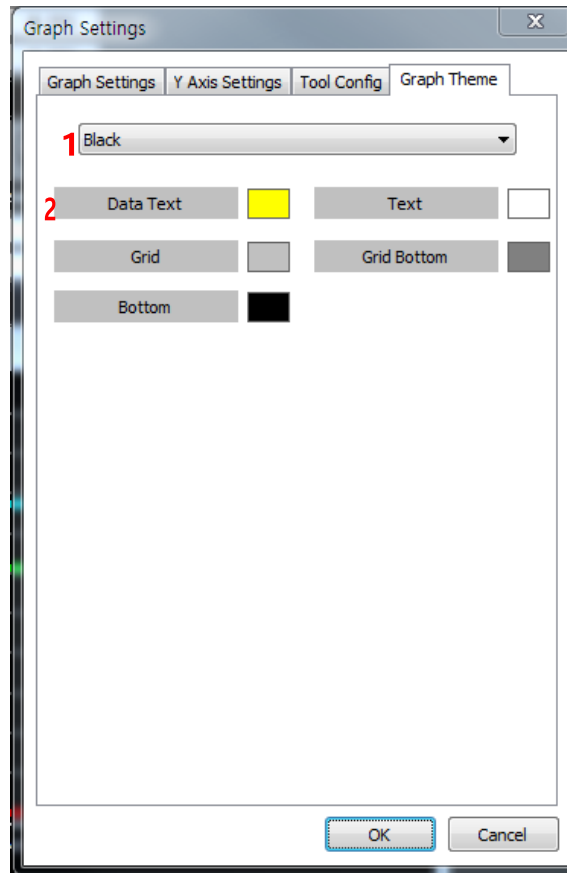 Graph Settings
Graph Settings Y Axis Settings Tool Config Graph Theme
1 Black
2 Data Text Text
Grid Grid Bottom
Bottom
OK Cancel